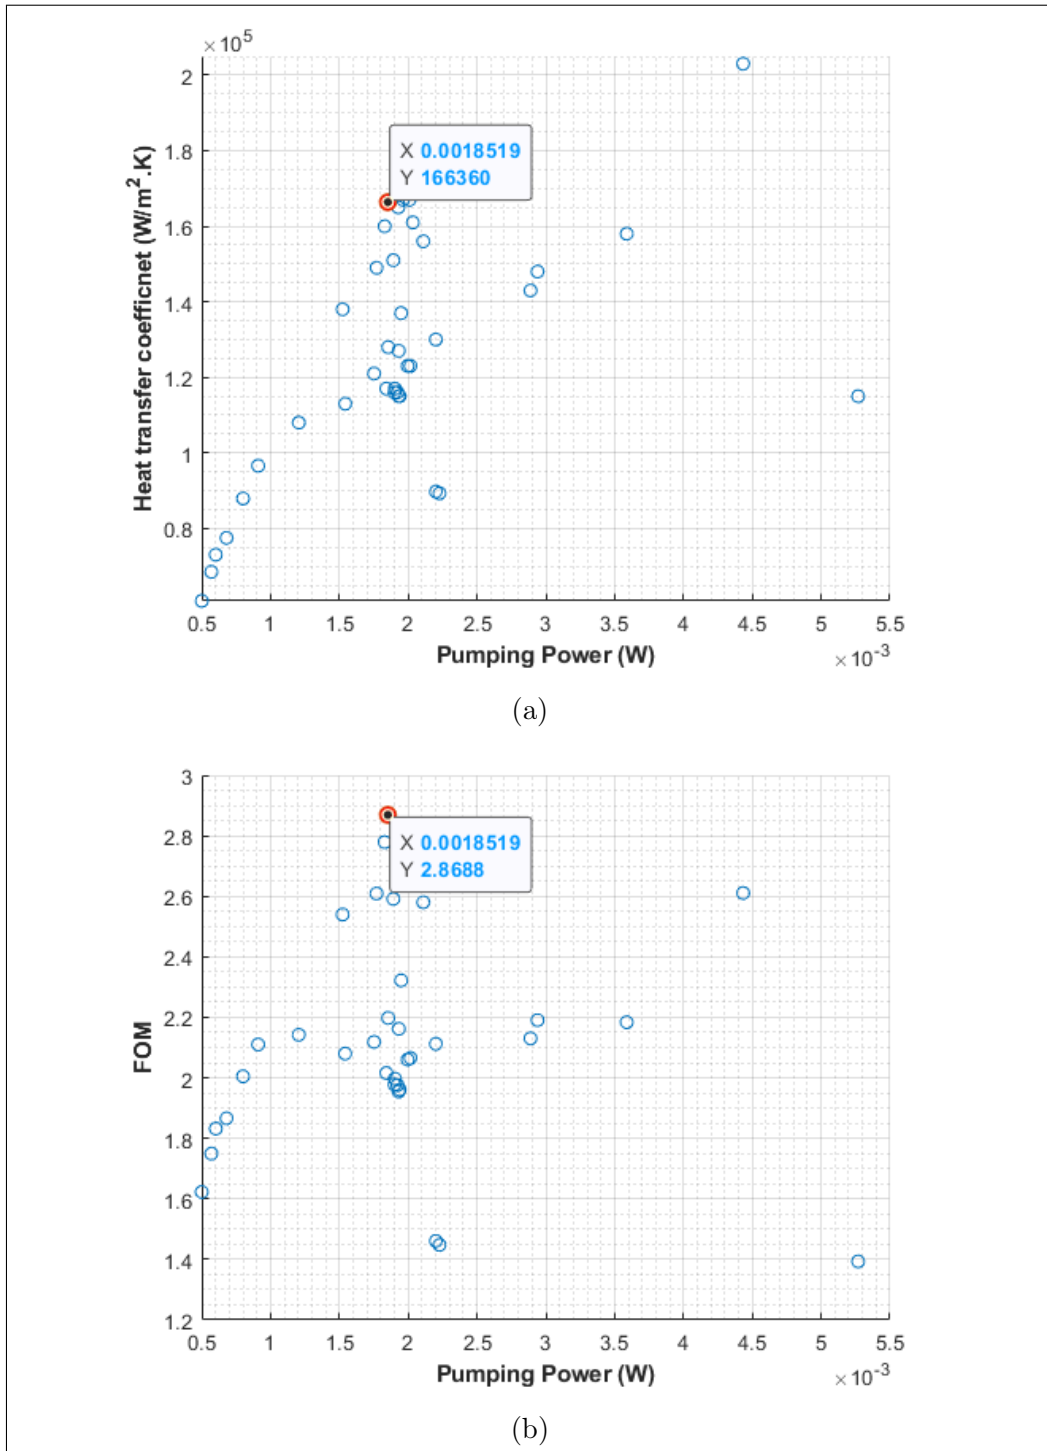 ×10⁵
2
1.8
1.6
1.4
1.2
1
0.8
Heat transfer coefficnet (W/m².K)
X 0.0018519
Y 166360
0.5 1 1.5 2 2.5 3 3.5 4 4.5 5 5.5
Pumping Power (W)
×10⁻³
(a)
3
2.8
2.6
2.4
2.2
2
1.8
1.6
1.4
1.2
FOM
X 0.0018519
Y 2.8688
0.5 1 1.5 2 2.5 3 3.5 4 4.5 5 5.5
Pumping Power (W)
×10⁻³
(b)